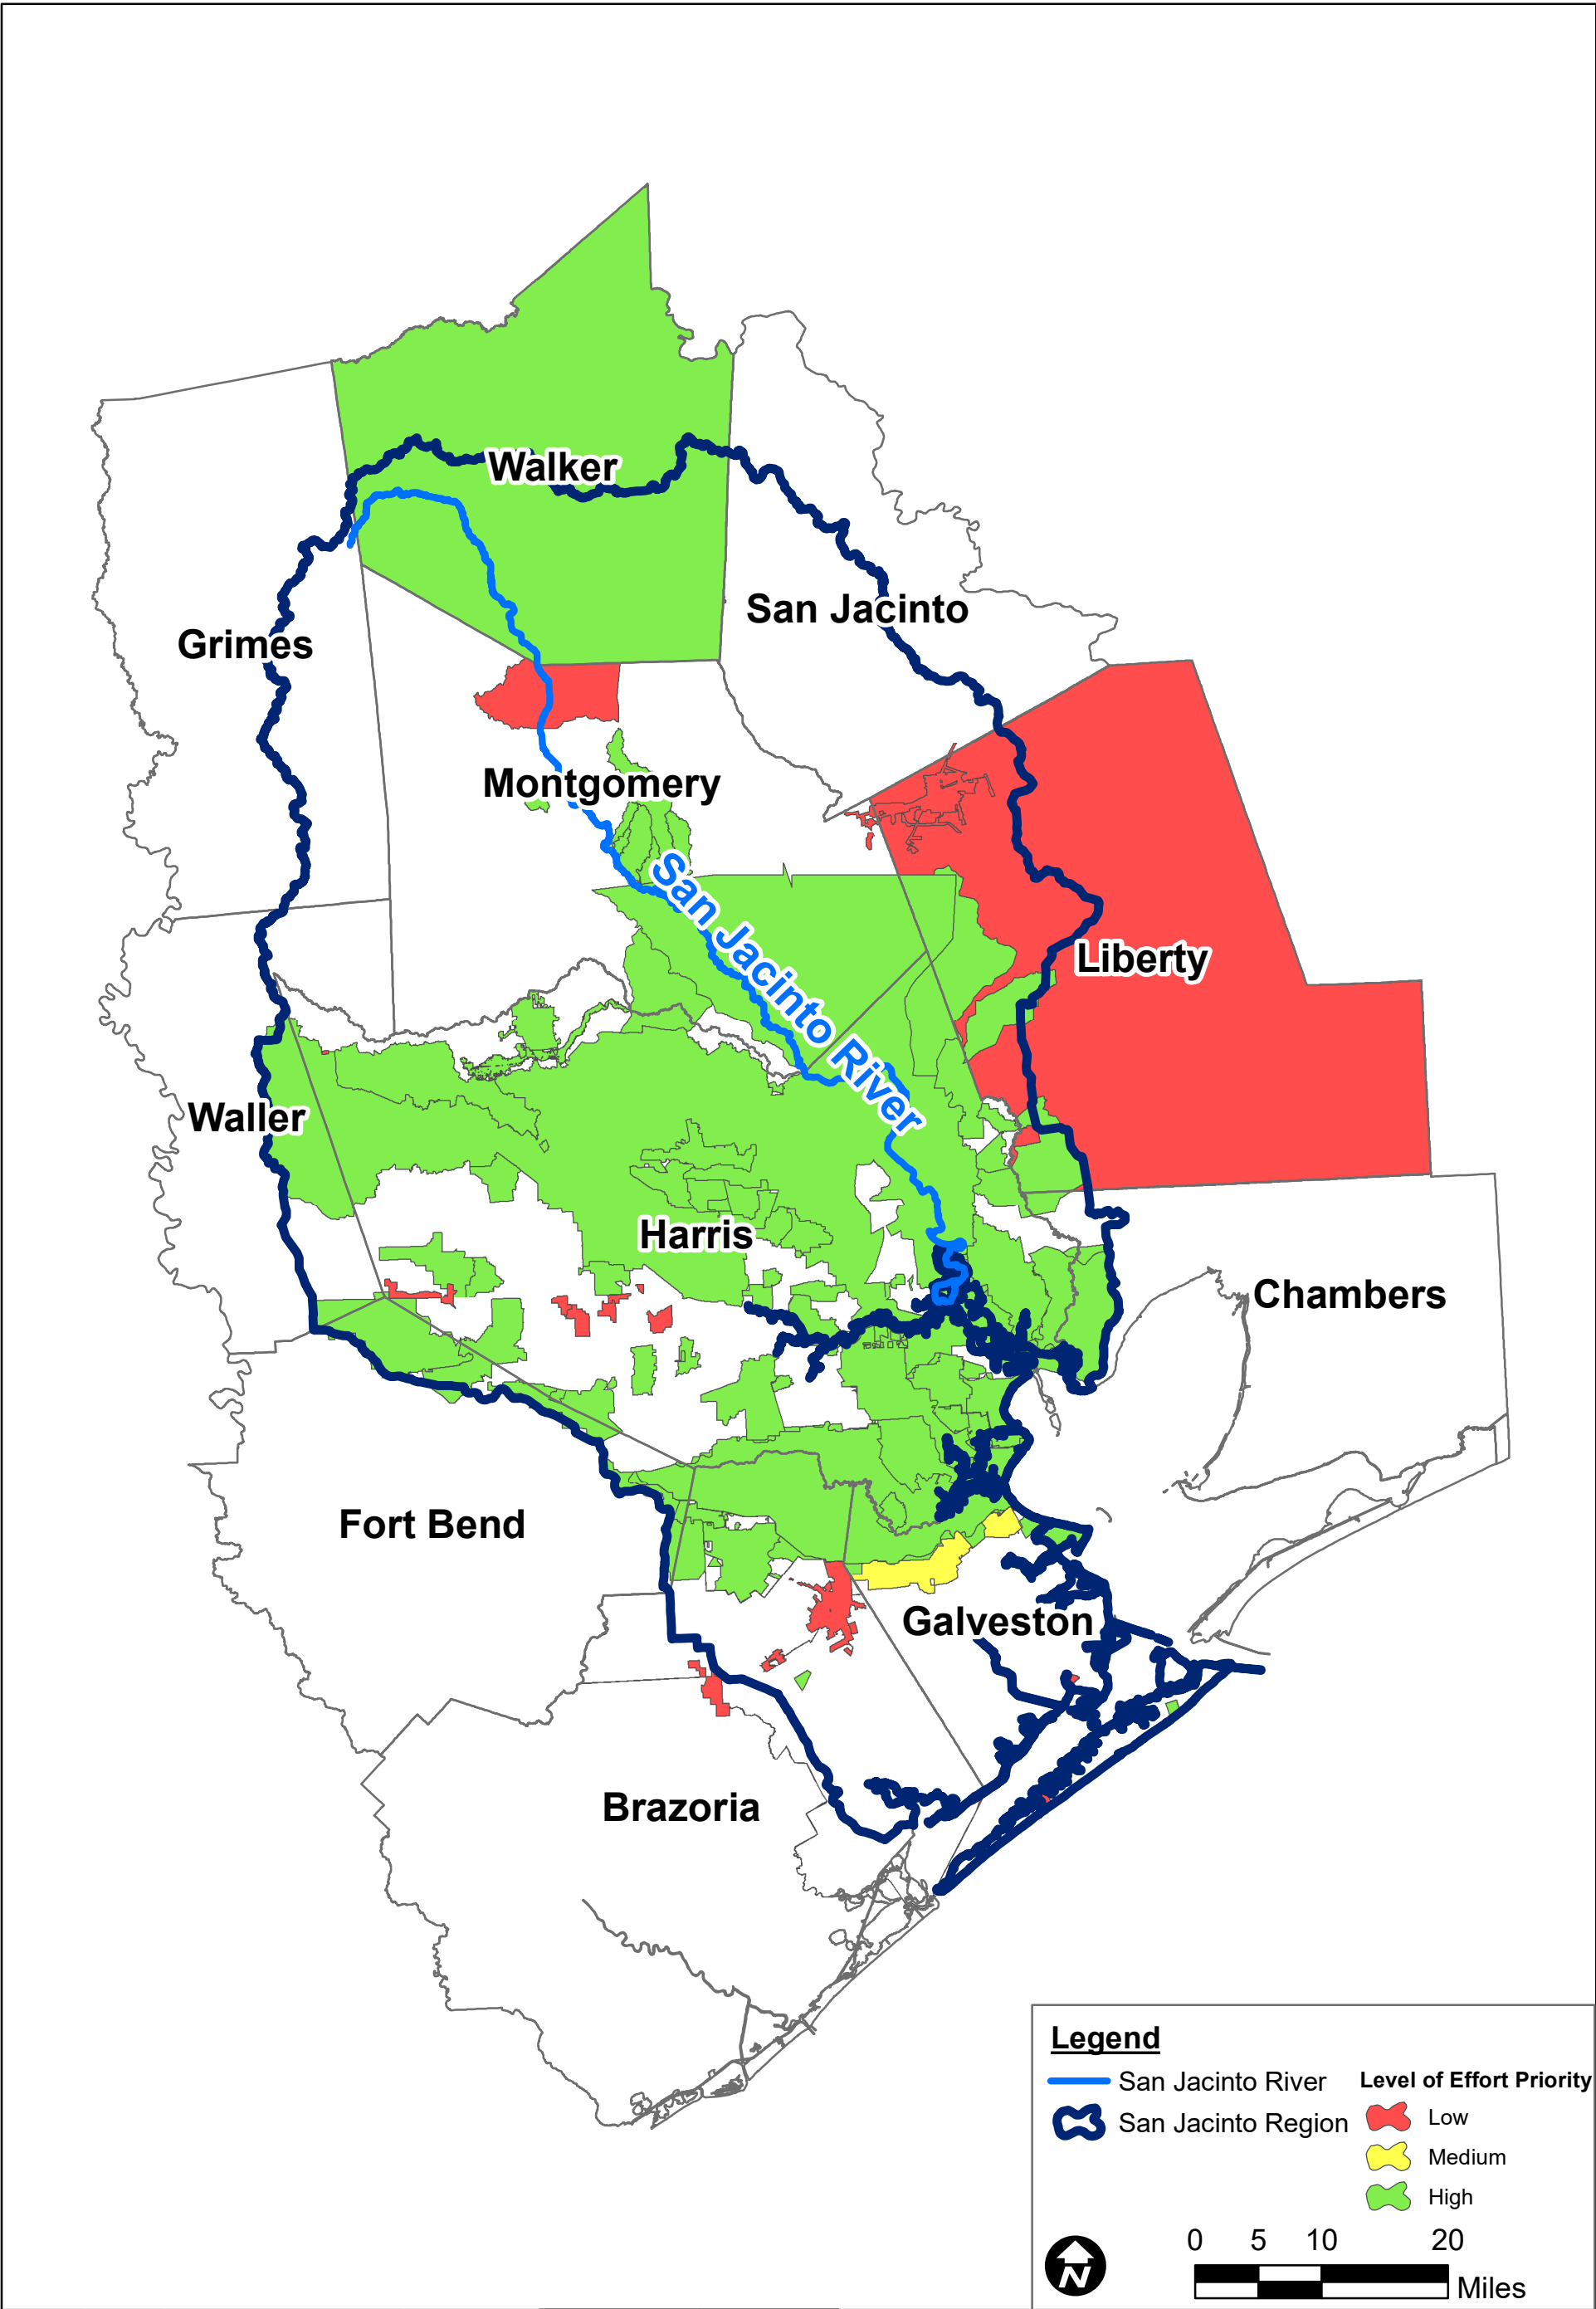 Walker
San Jacinto
Grimes
Montgomery
San Jacinto River
Liberty
Waller
Harris
Chambers
Fort Bend
Galveston
Brazoria
Legend
San Jacinto River
San Jacinto Region
Level of Effort Priority
Low
Medium
High
N
0 5 10 20
Miles